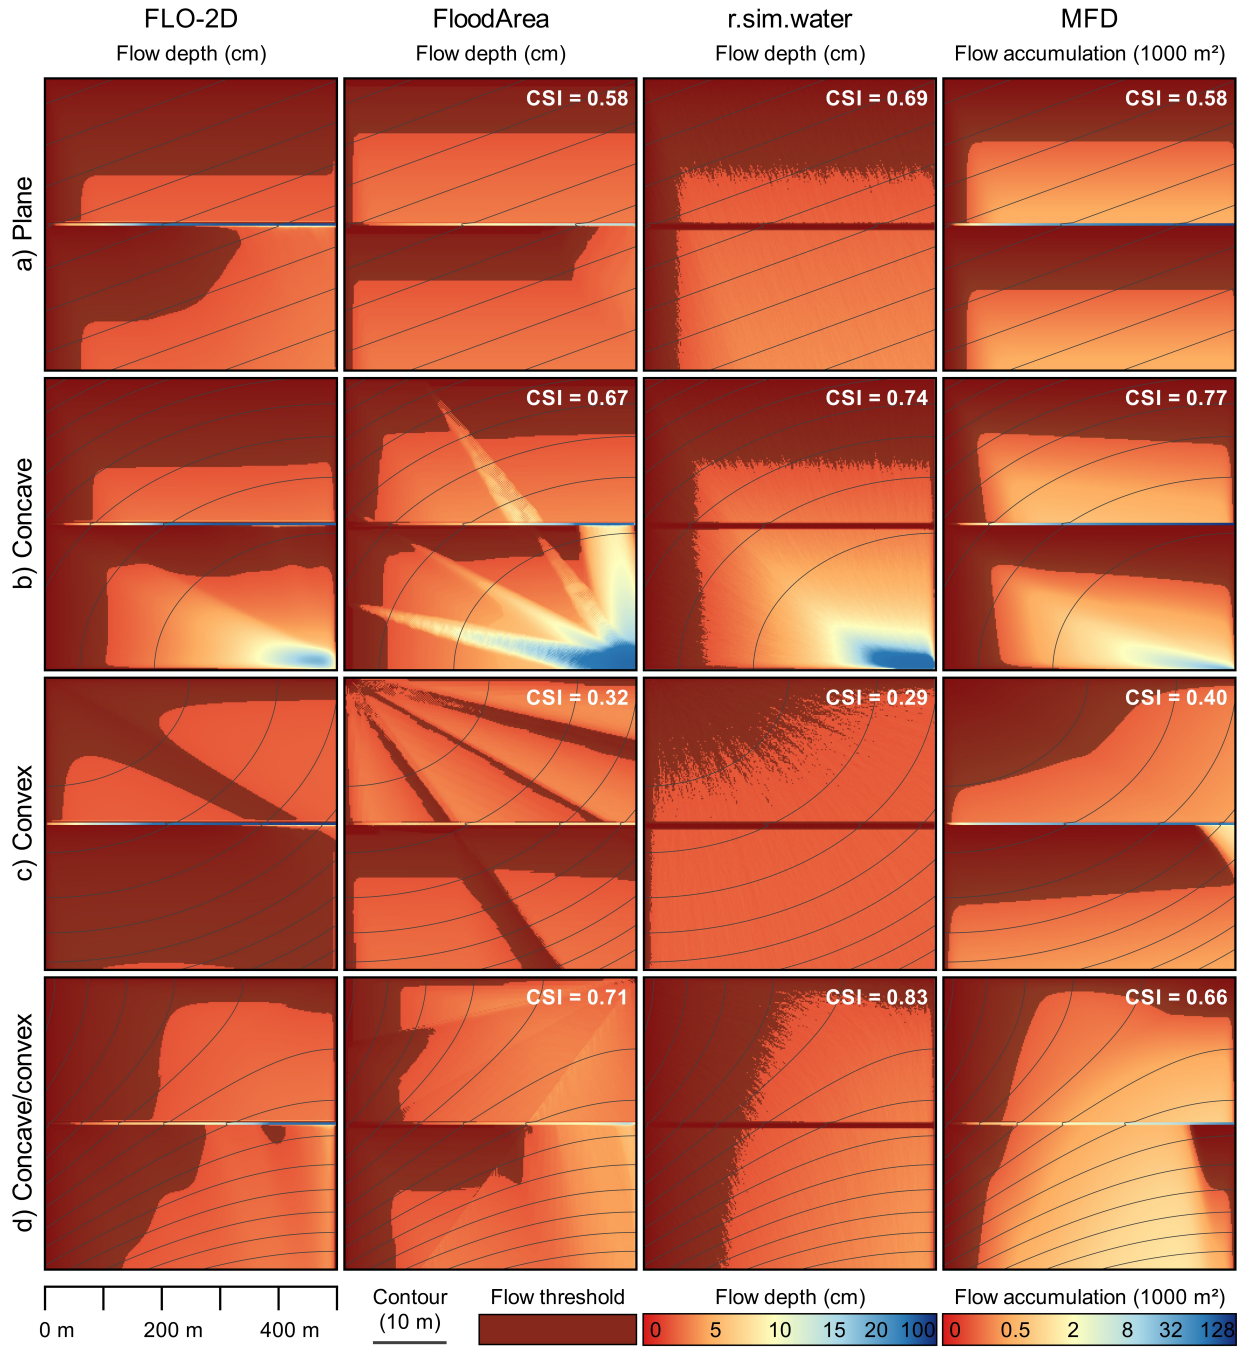 FLO-2D FloodArea r.sim.water MFD
Flow depth (cm) Flow depth (cm) Flow depth (cm) Flow accumulation (1000 m²)
a) Plane
CSI = 0.58 CSI = 0.69 CSI = 0.58
b) Concave
CSI = 0.67 CSI = 0.74 CSI = 0.77
c) Convex
CSI = 0.32 CSI = 0.29 CSI = 0.40
d) Concave/convex
CSI = 0.71 CSI = 0.83 CSI = 0.66
0 m 200 m 400 m
Contour
(10 m)
Flow threshold
Flow depth (cm)
0 5 10 15 20 100
Flow accumulation (1000 m²)
0 0.5 2 8 32 128